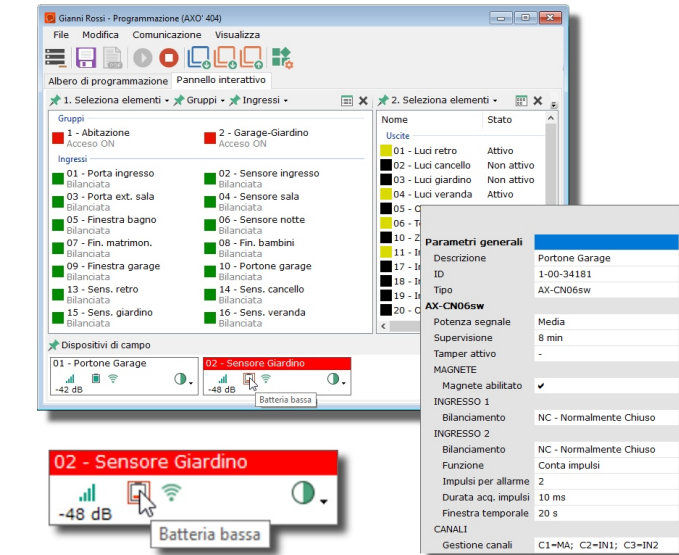 Gianni Rossi - Programmazione (AXO' 404)
File Modifica Comunicazione Visualizza
Albero di programmazione Pannello interattivo
1. Seleziona elementi Gruppi Ingressi
Gruppi
1 - Abitazione 2 - Garage-Giardino
Acceso ON Acceso ON
Ingressi
01 - Porta ingresso 02 - Sensore ingresso
Bilanciata Bilanciata
03 - Porta ext. sala 04 - Sensore sala
Bilanciata Bilanciata
05 - Finestra bagno 06 - Sensore notte
Bilanciata Bilanciata
07 - Fin. matrimon. 08 - Fin. bambini
Bilanciata Bilanciata
09 - Finestra garage 10 - Portone garage
Bilanciata Bilanciata
13 - Sens. retro 14 - Sens. cancello
Bilanciata Bilanciata
15 - Sens. giardino 16 - Sens. veranda
Bilanciata Bilanciata
2. Seleziona elementi
Nome Stato
Uscite
01 - Luci retro Attivo
02 - Luci cancello Non attivo
03 - Luci giardino Non attivo
04 - Luci veranda Attivo
05 -
06 -
10 -
11 -
17 -
18 -
19 -
20 -
Dispositivi di campo
01 - Portone Garage
-42 dB
02 - Sensore Giardino
-48 dB
Batteria bassa
Parametri generali
Descrizione Portone Garage
ID 1-00-34181
Tipo AX-CN06sw
AX-CN06sw
Potenza segnale Media
Supervisione 8 min
Tamper attivo -
MAGNETE
Magnete abilitato ✔
INGRESSO 1
Bilanciamento NC - Normalmente Chiuso
INGRESSO 2
Bilanciamento NC - Normalmente Chiuso
Funzione Conta impulsi
Impulsi per allarme 2
Durata acq. impulsi 10 ms
Finestra temporale 20 s
CANALI
Gestione canali C1=MA; C2=IN1; C3=IN2
02 - Sensore Giardino
-48 dB
Batteria bassa